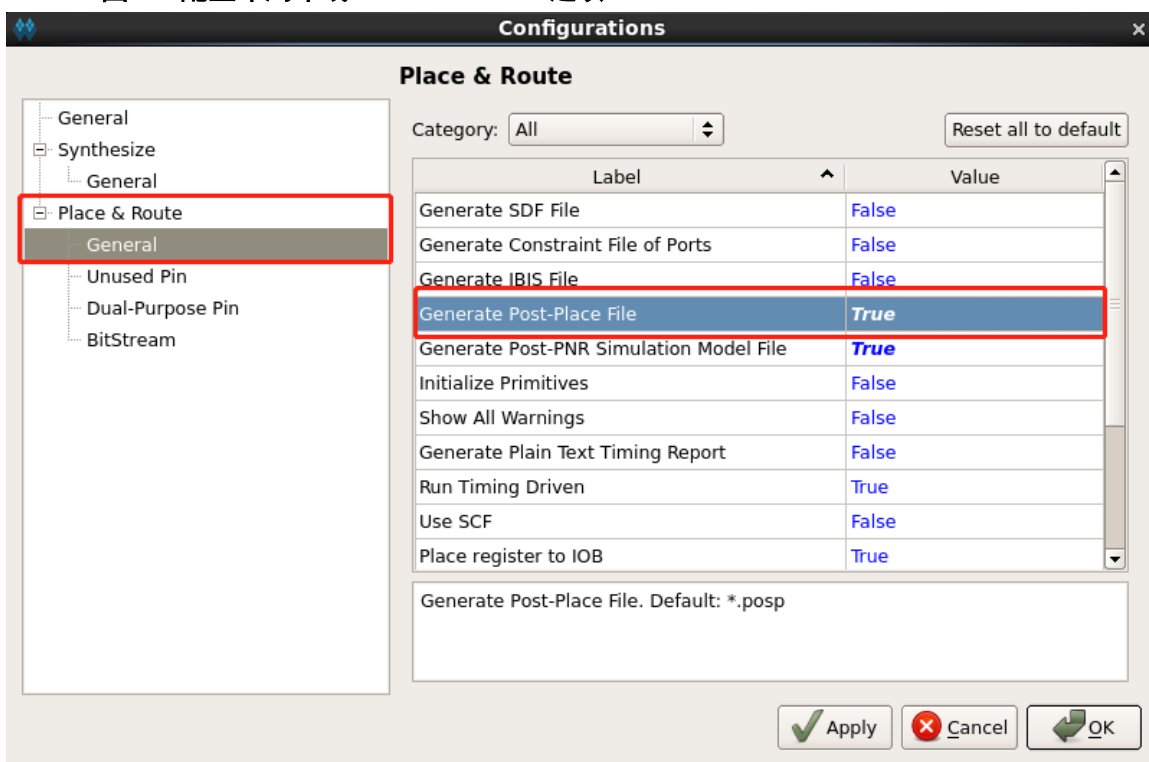 Configurations
Place & Route
General
Synthesize
General
Place & Route
General
Unused Pin
Dual-Purpose Pin
BitStream
Category: All
Reset all to default
Label Value
Generate SDF File False
Generate Constraint File of Ports False
Generate IBIS File False
Generate Post-Place File True
Generate Post-PNR Simulation Model File True
Initialize Primitives False
Show All Warnings False
Generate Plain Text Timing Report False
Run Timing Driven True
Use SCF False
Place register to IOB True
Generate Post-Place File. Default: *.posp
Apply Cancel OK